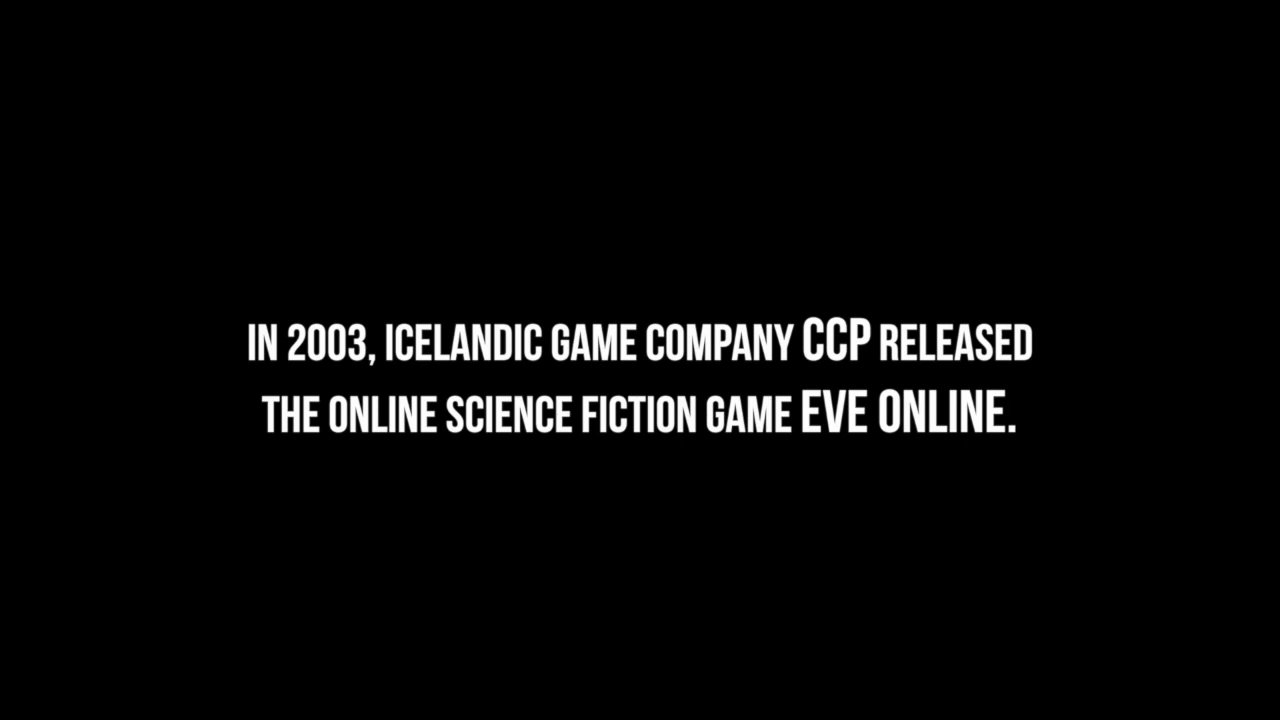 IN 2003, ICELANDIC GAME COMPANY CCP RELEASED
THE ONLINE SCIENCE FICTION GAME EVE ONLINE.